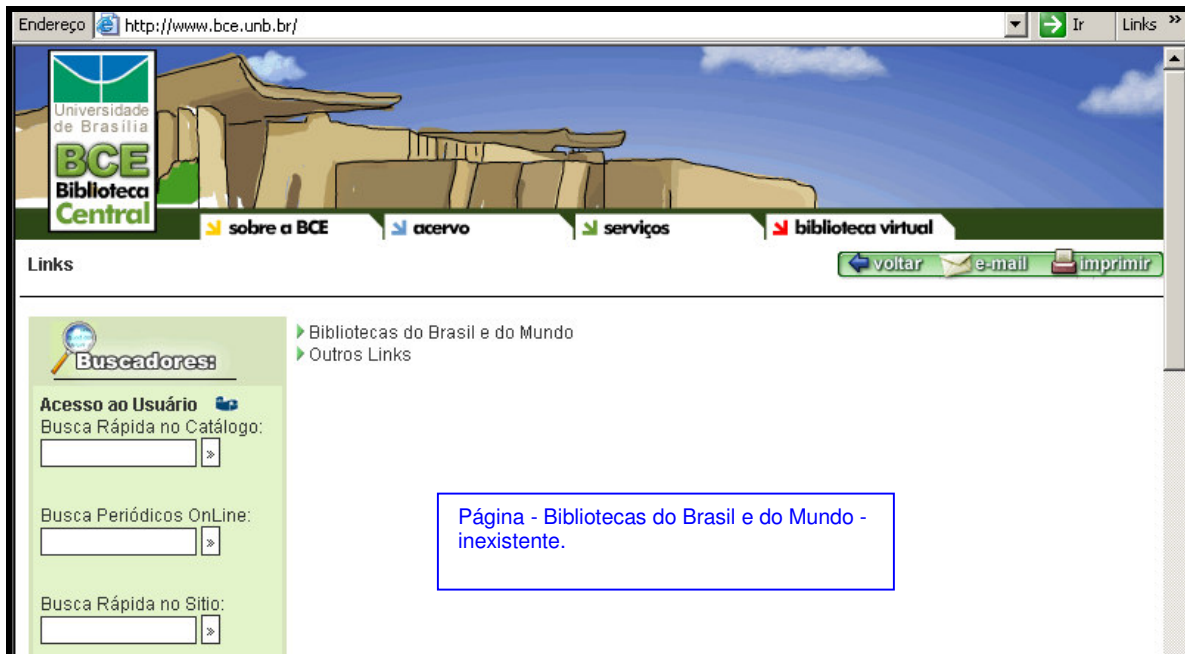 Endereço http://www.bce.unb.br/ Ir Links »
Universidade
de Brasília
BCE
Biblioteca
Central
sobre a BCE acervo serviços biblioteca virtual
Links voltar e-mail imprimir
Buscadores:
Bibliotecas do Brasil e do Mundo
Outros Links
Acesso ao Usuário
Busca Rápida no Catálogo:
»
Busca Periódicos OnLine:
»
Busca Rápida no Sitio:
»
Página - Bibliotecas do Brasil e do Mundo -
inexistente.